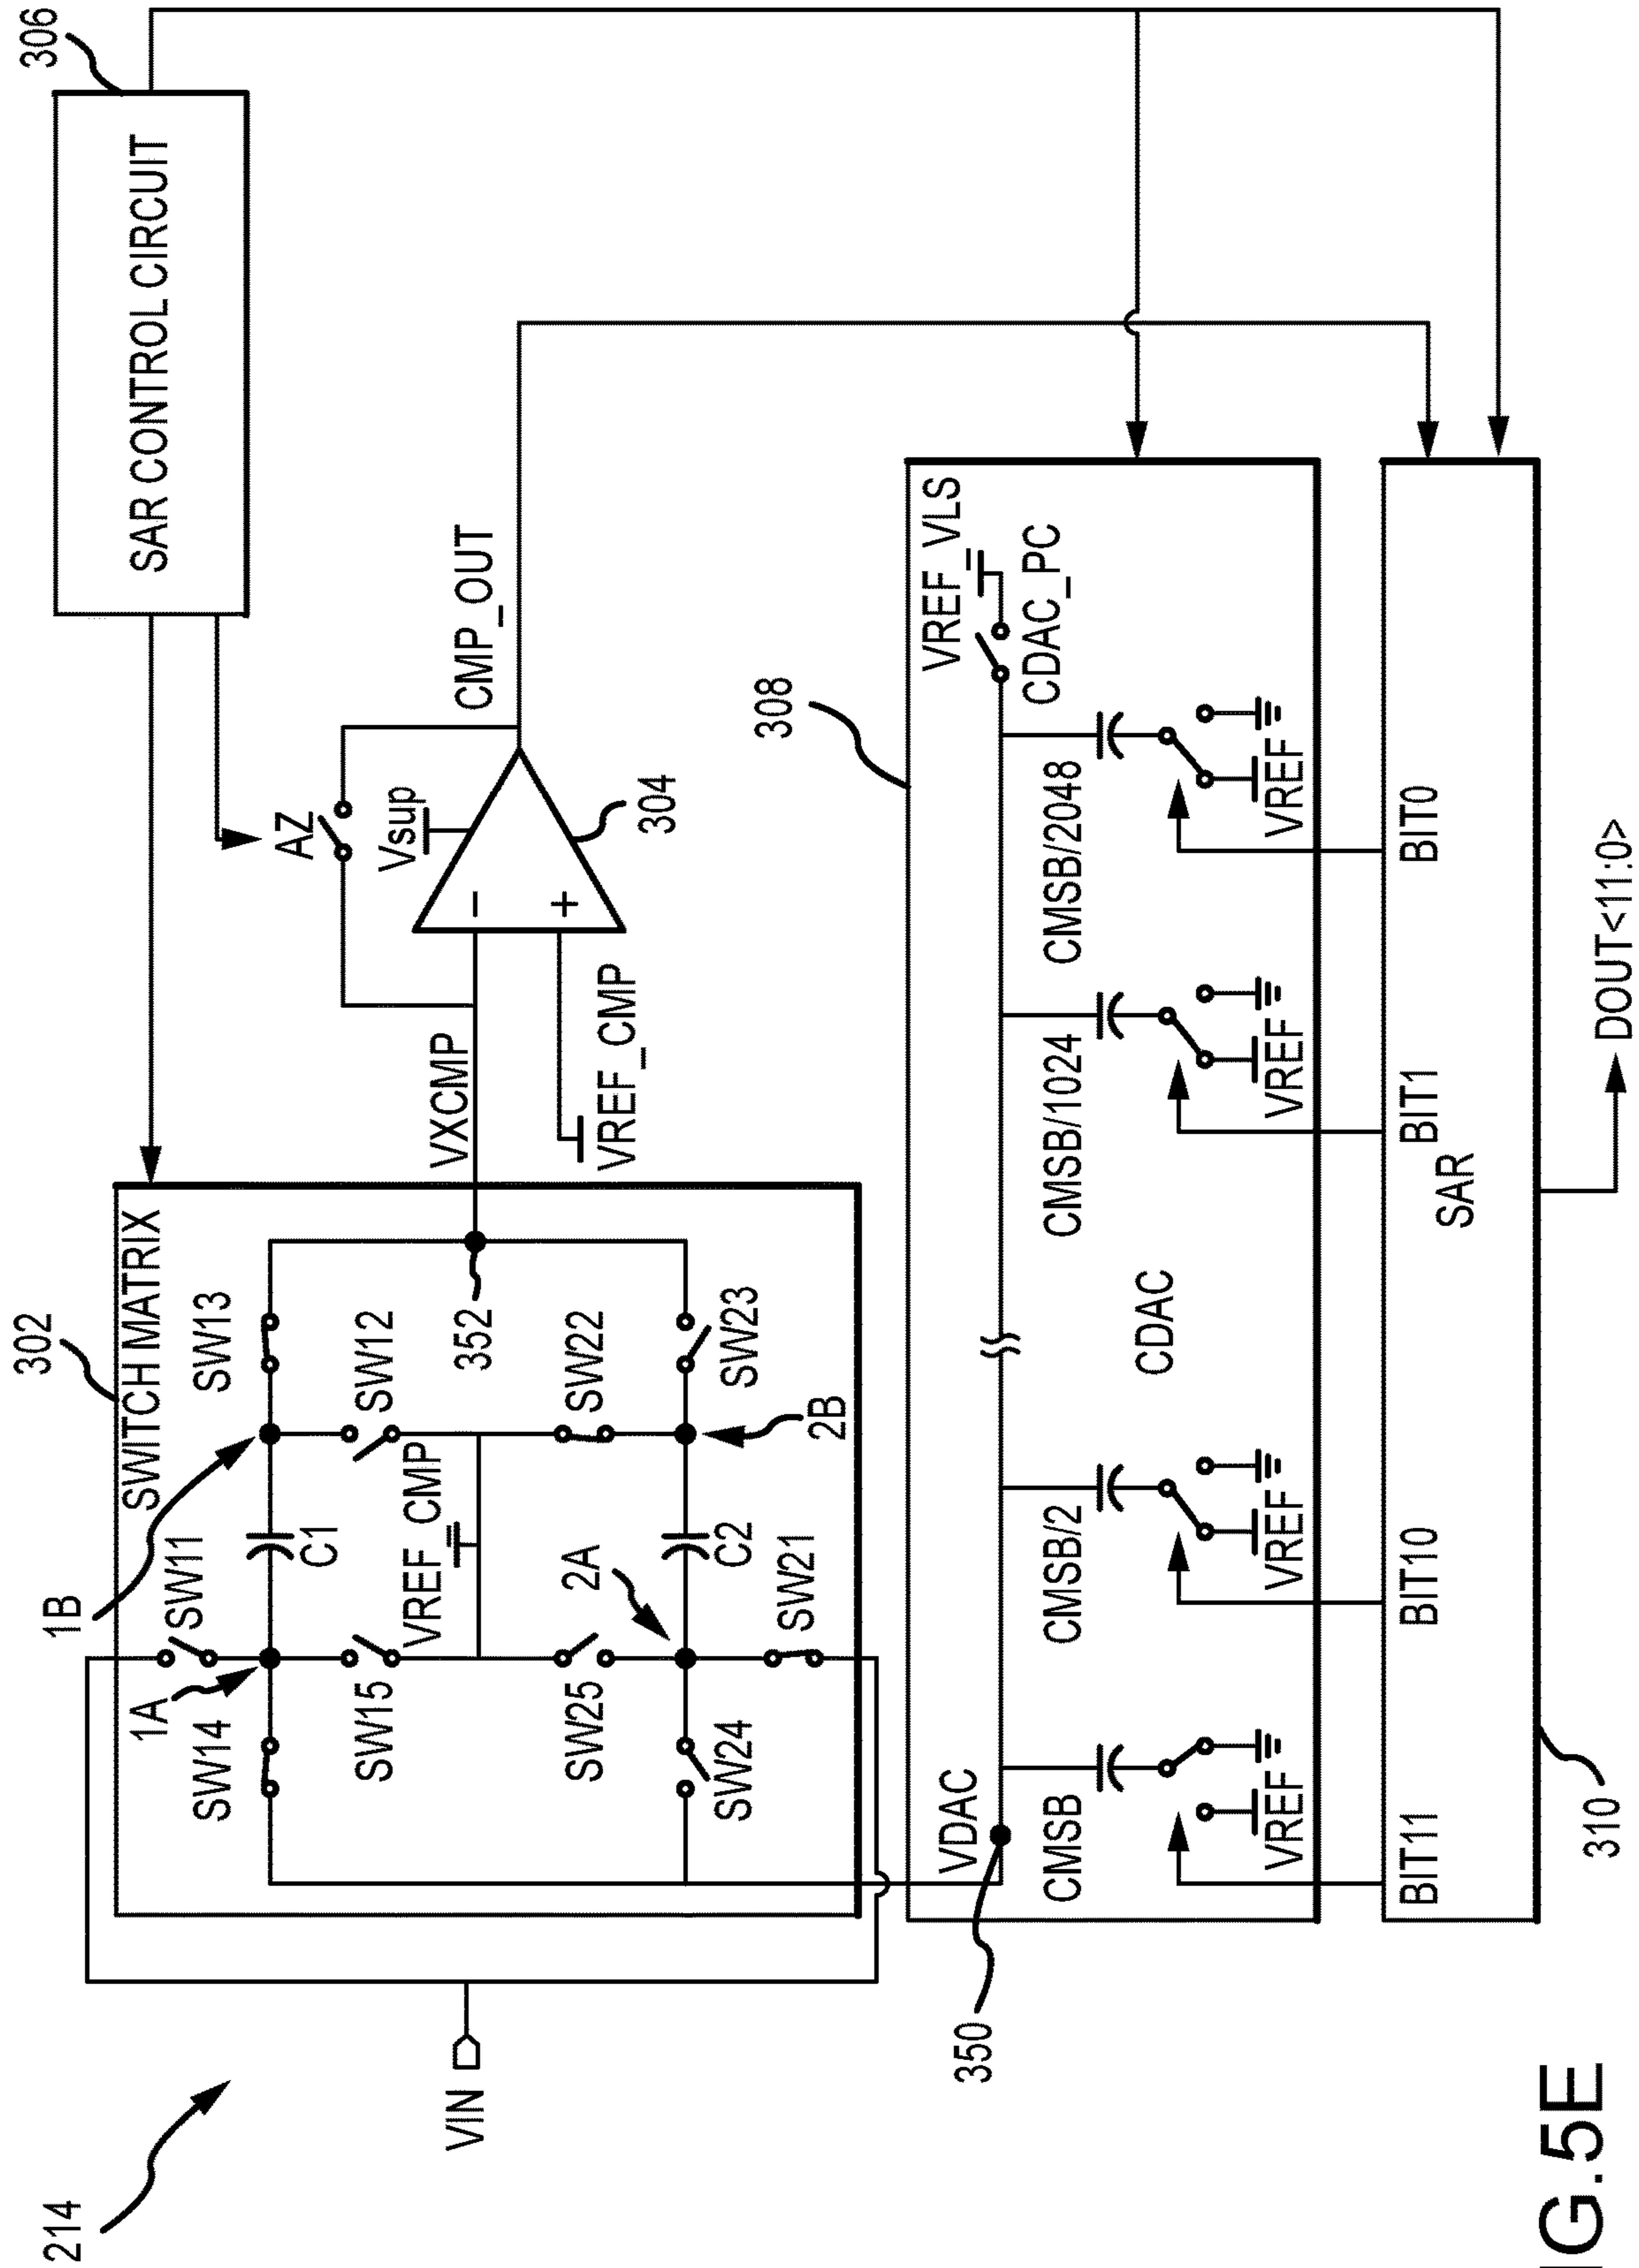 214
VIN
302
SWITCH MATRIX
1B
1A
SW11
SW14
C1
SW13
SW15
SW12
VREF_CMP
352
SW25
SW22
2A
SW24
C2
SW23
SW21
2B
306
SAR CONTROL CIRCUIT
VXCMP
VREF_CMP
AZ
Vsup
-
+
304
CMP_OUT
308
350
VDAC
VREF_VLS
CDAC_PC
CMSB
CMSB/2
CMSB/1024
CMSB/2048
CDAC
VREF
VREF
VREF
VREF
BIT11
BIT10
BIT1
BIT0
SAR
310
DOUT<11:0>
G.5E